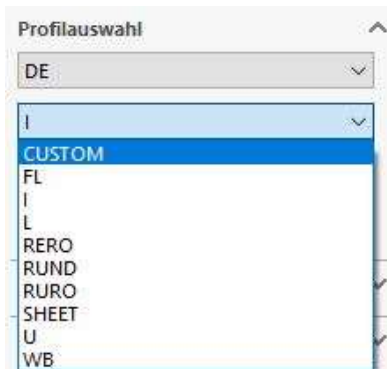 Profilauswahl
DE
I
CUSTOM
FL
I
L
RERO
RUND
RURO
SHEET
U
WB